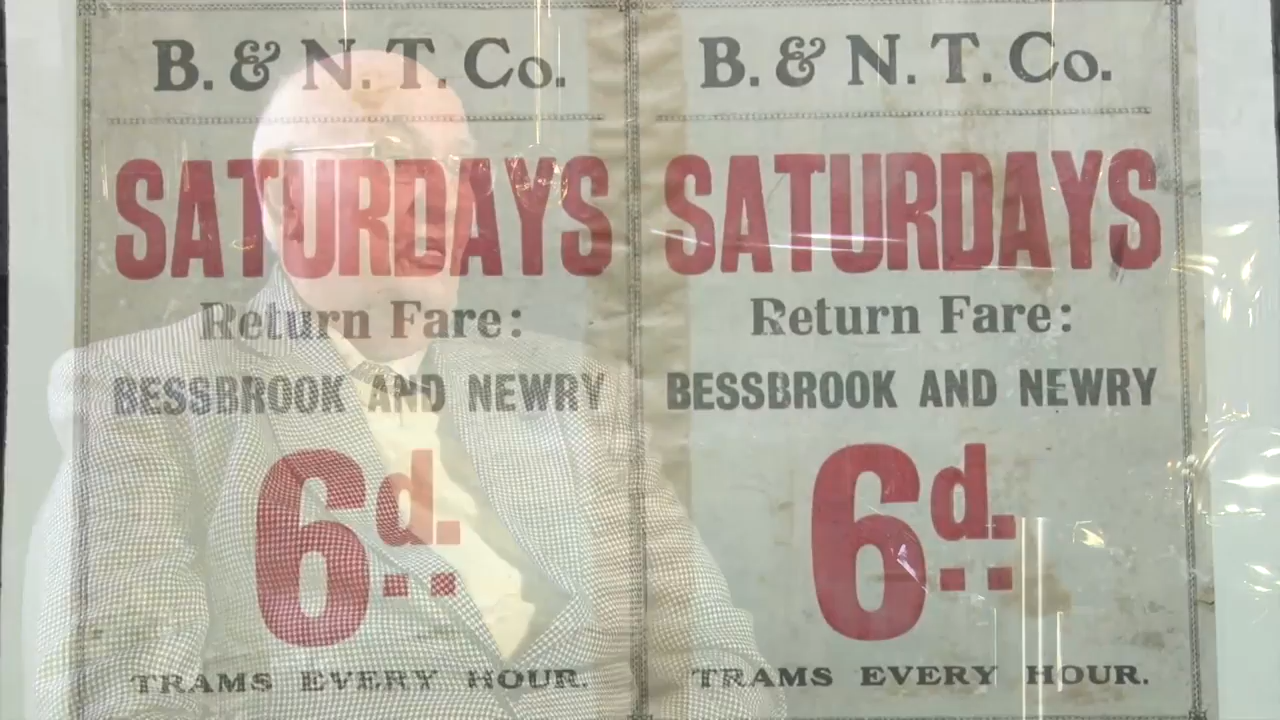 B. & N. T. Co.
SATURDAYS
Return Fare:
BESSBROOK AND NEWRY
6d.
TRAMS EVERY HOUR.
B. & N. T. Co.
SATURDAYS
Return Fare:
BESSBROOK AND NEWRY
6d.
TRAMS EVERY HOUR.